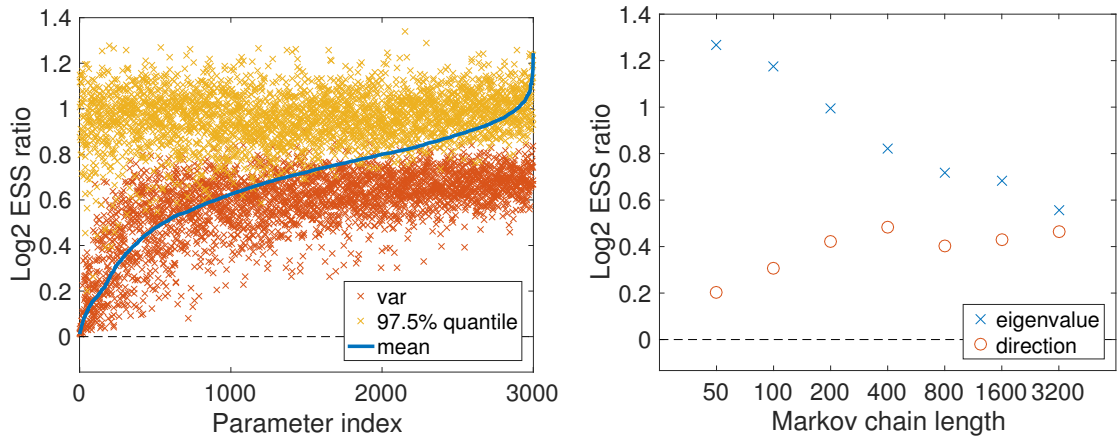 1.4
1.2
1
0.8
0.6
0.4
0.2
0
Log2 ESS ratio
var
97.5% quantile
mean
0 1000 2000 3000
Parameter index
1.4
1.2
1
0.8
0.6
0.4
0.2
0
Log2 ESS ratio
eigenvalue
direction
50 100 200 400 800 1600 3200
Markov chain length